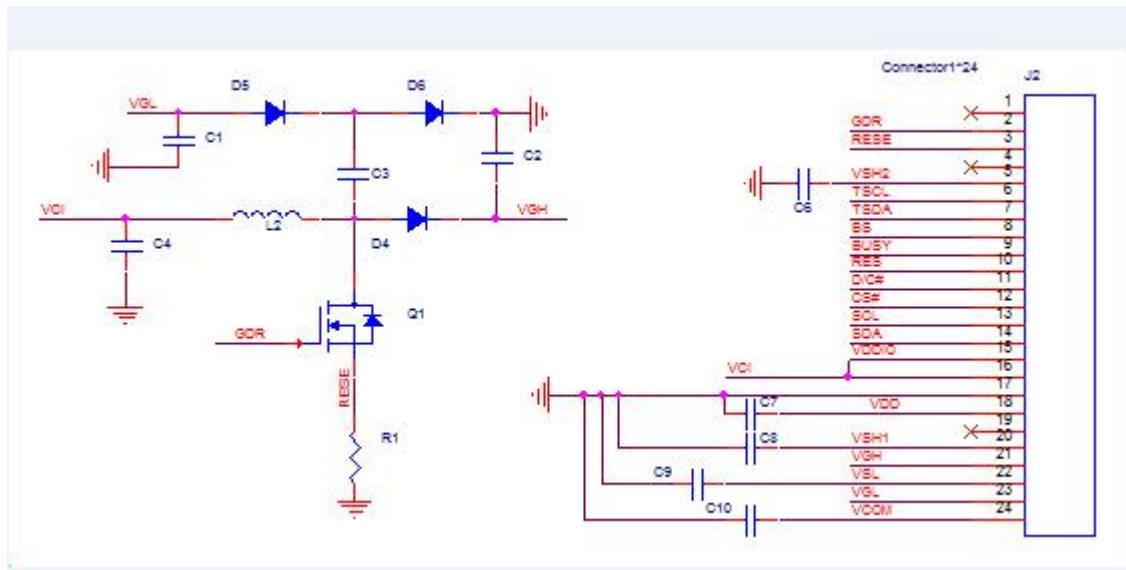 Connector1*24
J2
D5
D6
VGL
C1
C2
C3
VCI
L2
D4
VGH
C4
GDR
Q1
RESE
R1
1
GDR 2
RESE 3
4
5
VSH2 6
C6
TSCL 7
TSDA 8
BS 9
BUSY 10
RES 11
D/C# 12
CS# 13
SCL 14
SDA 15
VDDIO 16
VCI 17
C7 VDD 18
19
C8 VSH1 20
VGH 21
C9 VSL 22
VGL 23
C10 VCOM 24